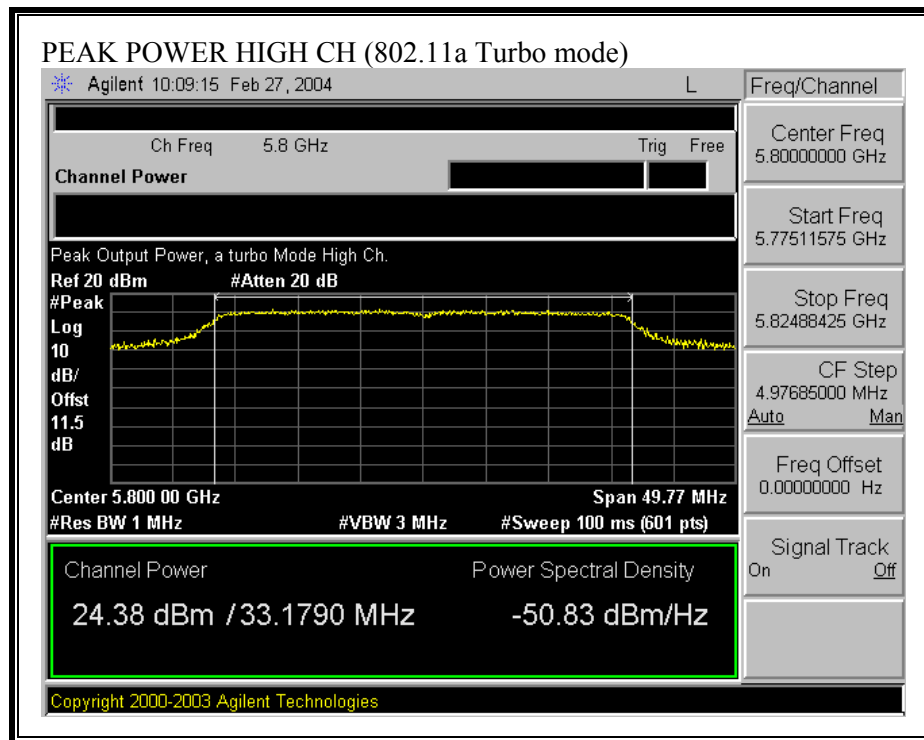 PEAK POWER HIGH CH (802.11a Turbo mode)
Agilent 10:09:15 Feb 27, 2004 L
Freq/Channel
Ch Freq 5.8 GHz Trig Free
Channel Power
Center Freq
5.80000000 GHz
Start Freq
5.77511575 GHz
Peak Output Power, a turbo Mode High Ch.
Ref 20 dBm #Atten 20 dB
#Peak
Log
10
dB/
Offst
11.5
dB
Stop Freq
5.82488425 GHz
CF Step
4.97685000 MHz
Auto Man
Freq Offset
0.00000000 Hz
Center 5.800 00 GHz Span 49.77 MHz
#Res BW 1 MHz #VBW 3 MHz #Sweep 100 ms (601 pts)
Signal Track
On Off
Channel Power Power Spectral Density
24.38 dBm / 33.1790 MHz -50.83 dBm/Hz
Copyright 2000-2003 Agilent Technologies